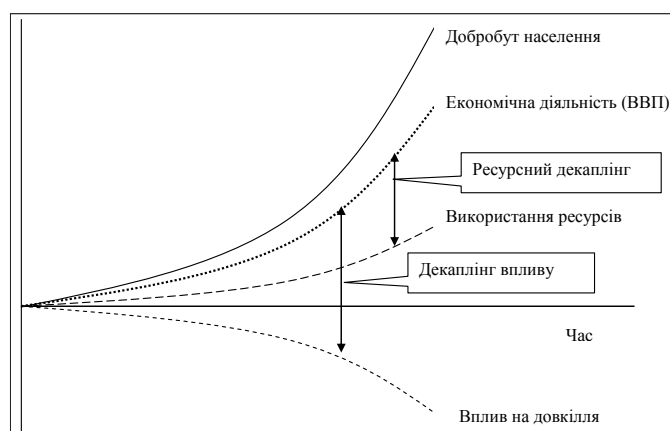 Добробут населення
Економічна діяльність (ВВП)
Ресурсний декаплінг
Використання ресурсів
Декаплінг впливу
Час
Вплив на довкілля